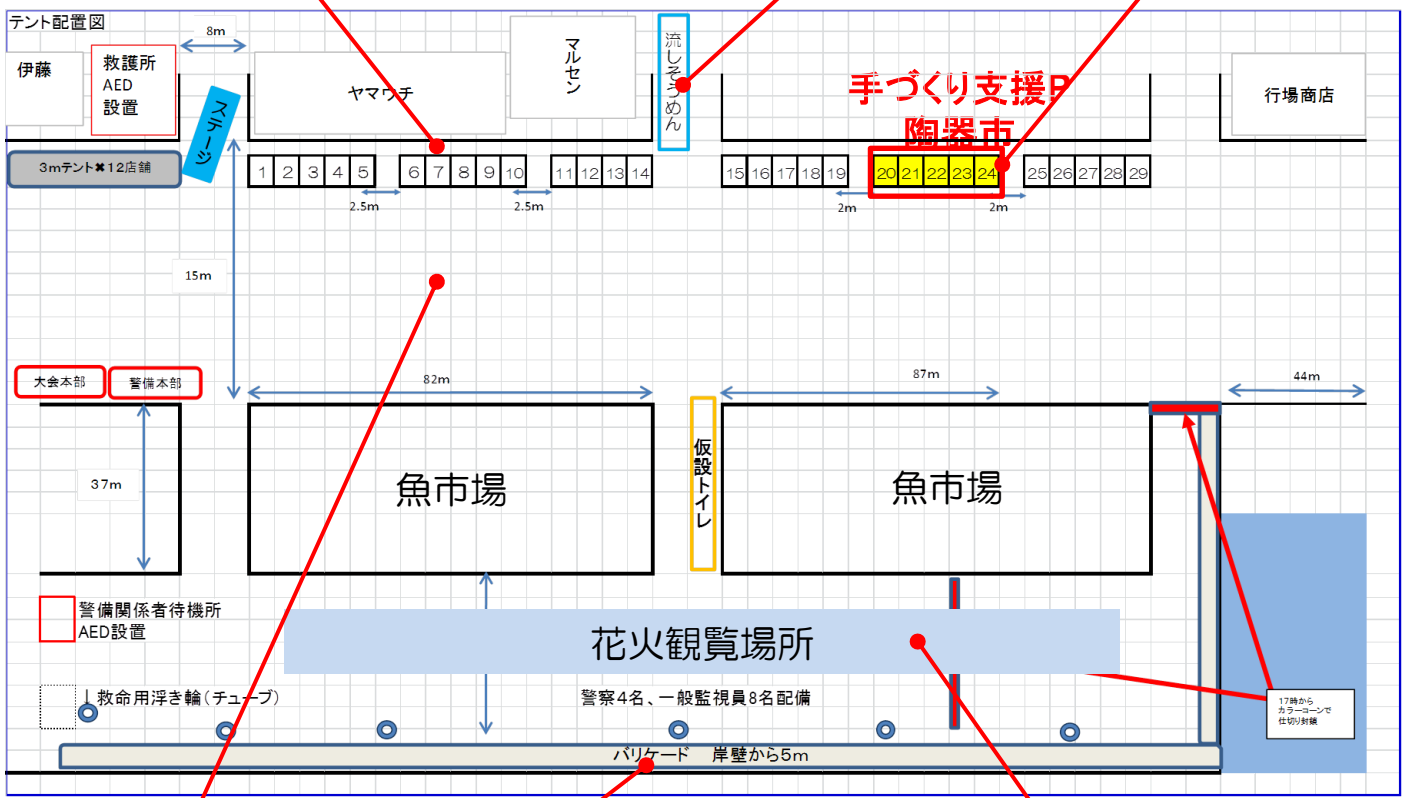 テント配置図
8m
伊藤
救護所
AED
設置
ステージ
ヤマウチ
マルセン
流しそうめん
手づくり支援P
陶器市
行場商店
3mテント✖12店舗
1 2 3 4 5 6 7 8 9 10 11 12 13 14 15 16 17 18 19 20 21 22 23 24 25 26 27 28 29
2.5m
2.5m
2m
2m
15m
大会本部
警備本部
82m
87m
44m
37m
魚市場
仮設トイレ
魚市場
警備関係者待機所
AED設置
花火観覧場所
↓救命用浮き輪(チューブ)
警察4名、一般監視員8名配備
17時から
カラーコーンで
仕切り封鎖
バリケード 岸壁から5m